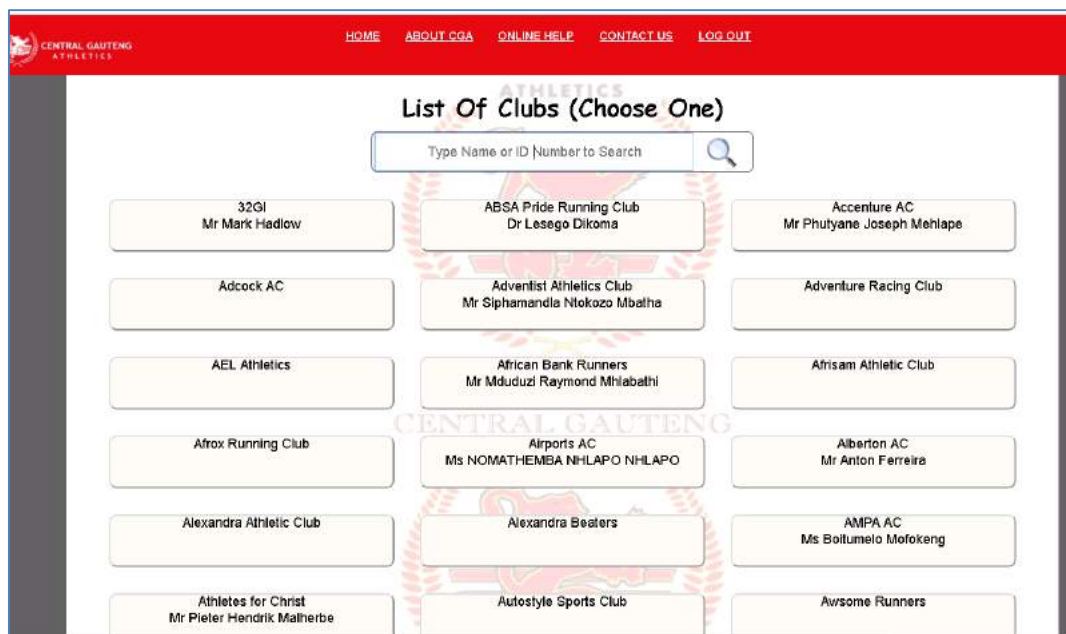 CENTRAL GAUTENG
ATHLETICS
HOME ABOUT CGA ONLINE HELP CONTACT US LOG OUT
ATHLETICS
List Of Clubs (Choose One)
Type Name or ID Number to Search
32GI
Mr Mark Hadlow
ABSA Pride Running Club
Dr Lesego Dikoma
Accenture AC
Mr Phutyane Joseph Mehlape
Adcock AC
Adventist Athletics Club
Mr Siphamandla Ntokozo Mbatha
Adventure Racing Club
AEL Athletics
African Bank Runners
Mr Mduduzi Raymond Mhlabathi
Afrisam Athletic Club
CENTRAL GAUTENG
Afrox Running Club
Airports AC
Ms NOMATHEMBA NHLAPO NHLAPO
Alberton AC
Mr Anton Ferreira
Alexandra Athletic Club
Alexandra Beaters
AMPA AC
Ms Boitumelo Mofokeng
Athletes for Christ
Mr Pieter Hendrik Malherbe
Autostyle Sports Club
Awsome Runners